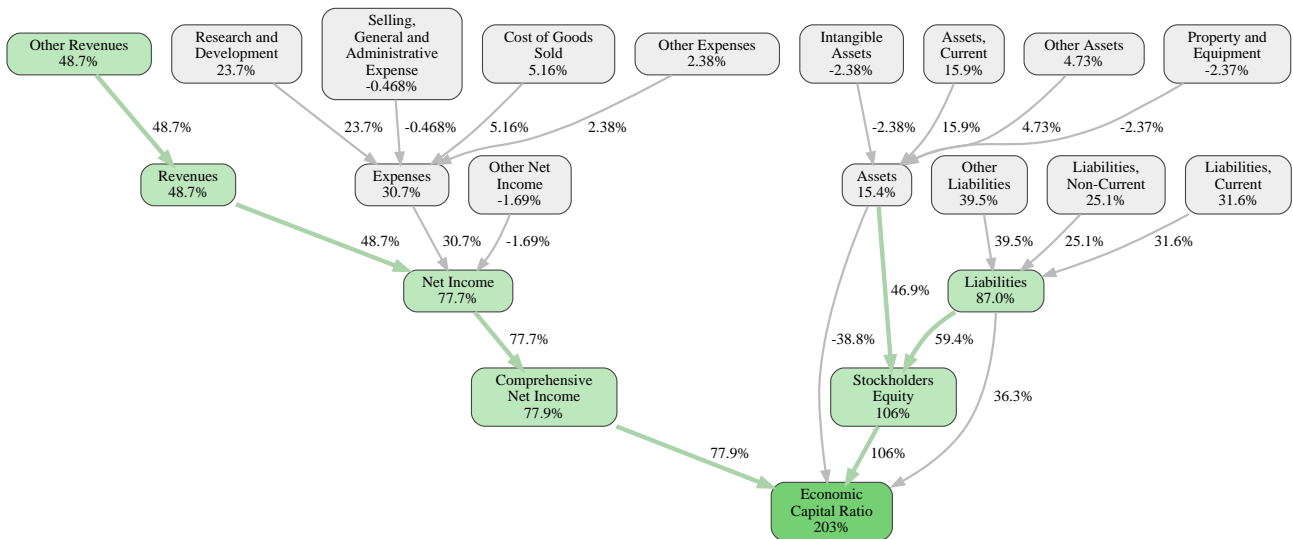 Other Revenues
48.7%
Research and
Development
23.7%
Selling,
General and
Administrative
Expense
-0.468%
Cost of Goods
Sold
5.16%
Other Expenses
2.38%
Intangible
Assets
-2.38%
Assets,
Current
15.9%
Other Assets
4.73%
Property and
Equipment
-2.37%
48.7%
23.7%
-0.468%
5.16%
2.38%
-2.38%
15.9%
4.73%
-2.37%
Revenues
48.7%
Expenses
30.7%
Other Net
Income
-1.69%
Assets
15.4%
Other
Liabilities
39.5%
Liabilities,
Non-Current
25.1%
Liabilities,
Current
31.6%
48.7%
30.7%
-1.69%
39.5%
25.1%
31.6%
Net Income
77.7%
46.9%
Liabilities
87.0%
77.7%
-38.8%
59.4%
Comprehensive
Net Income
77.9%
Stockholders
Equity
106%
36.3%
77.9%
106%
Economic
Capital Ratio
203%